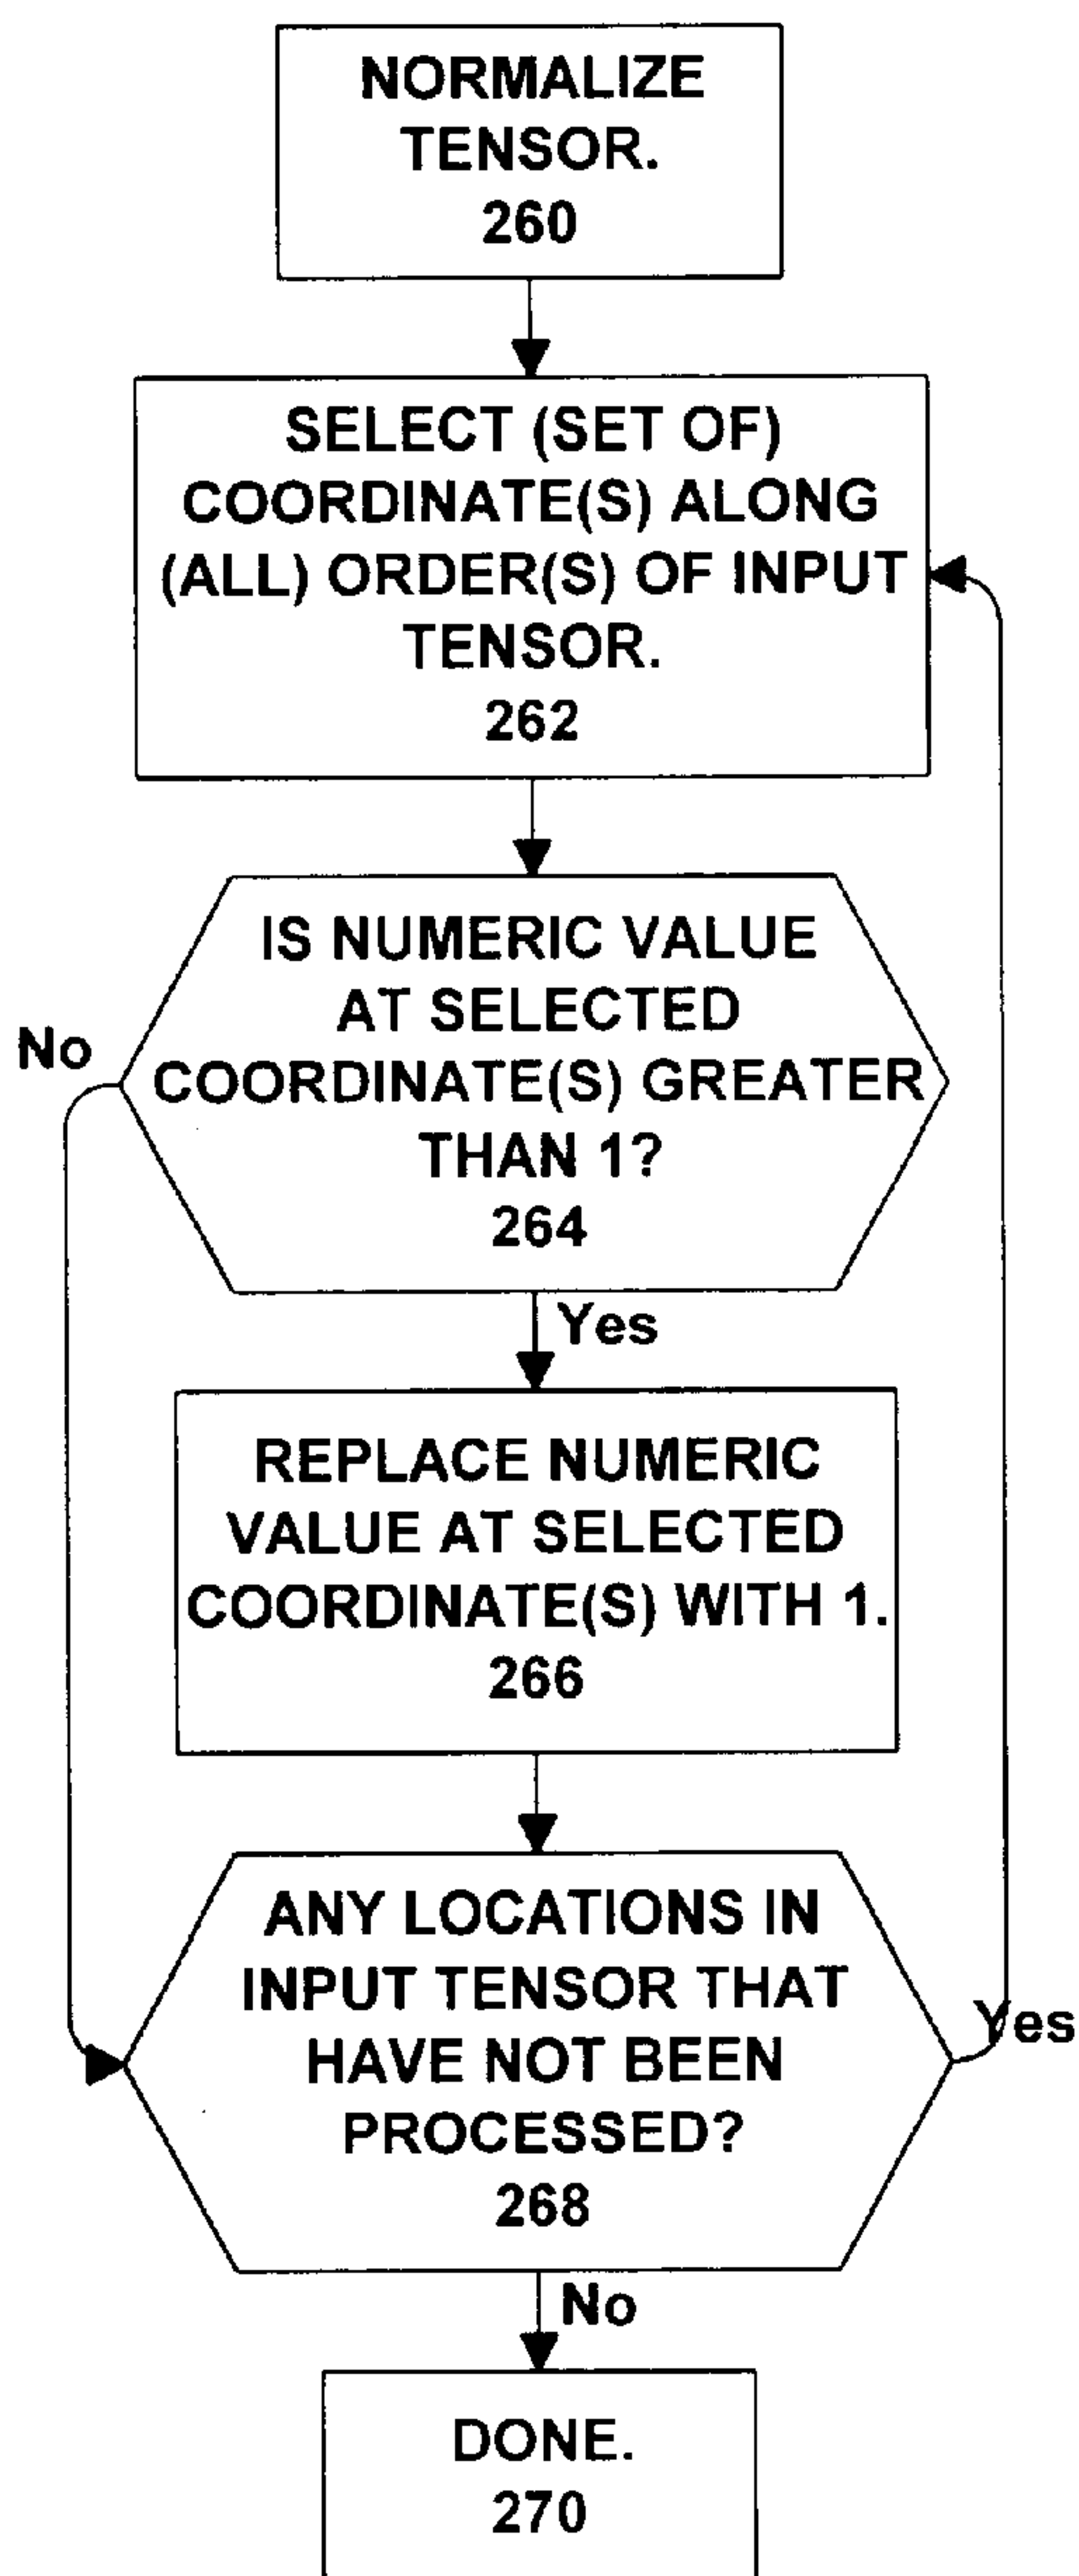 NORMALIZE
TENSOR.
260
SELECT (SET OF)
COORDINATE(S) ALONG
(ALL) ORDER(S) OF INPUT
TENSOR.
262
IS NUMERIC VALUE
AT SELECTED
COORDINATE(S) GREATER
THAN 1?
264
No
Yes
REPLACE NUMERIC
VALUE AT SELECTED
COORDINATE(S) WITH 1.
266
ANY LOCATIONS IN
INPUT TENSOR THAT
HAVE NOT BEEN
PROCESSED?
268
Yes
No
DONE.
270